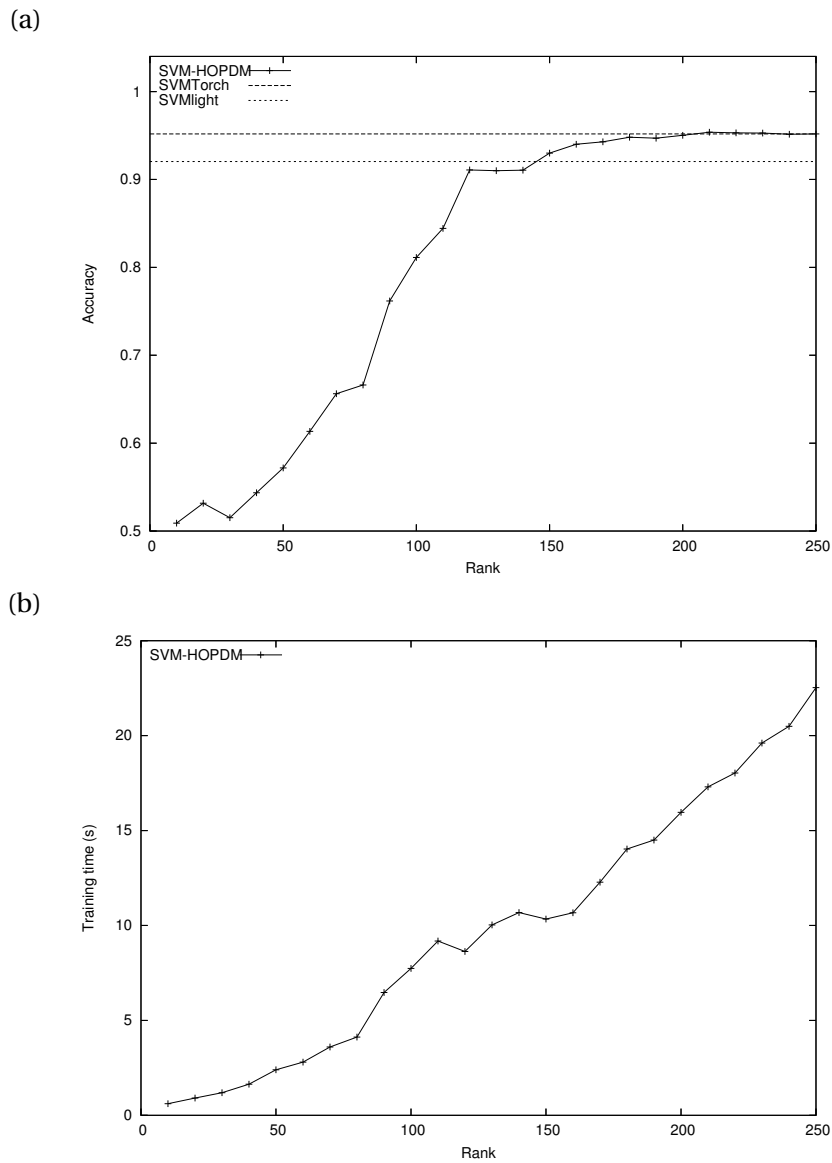 (a)
SVM-HOPDM
SVMTorch
SVMlight
1
0.9
0.8
0.7
0.6
0.5
Accuracy
0 50 100 150 200 250
Rank
(b)
SVM-HOPDM
25
20
15
10
5
0
Training time (s)
0 50 100 150 200 250
Rank